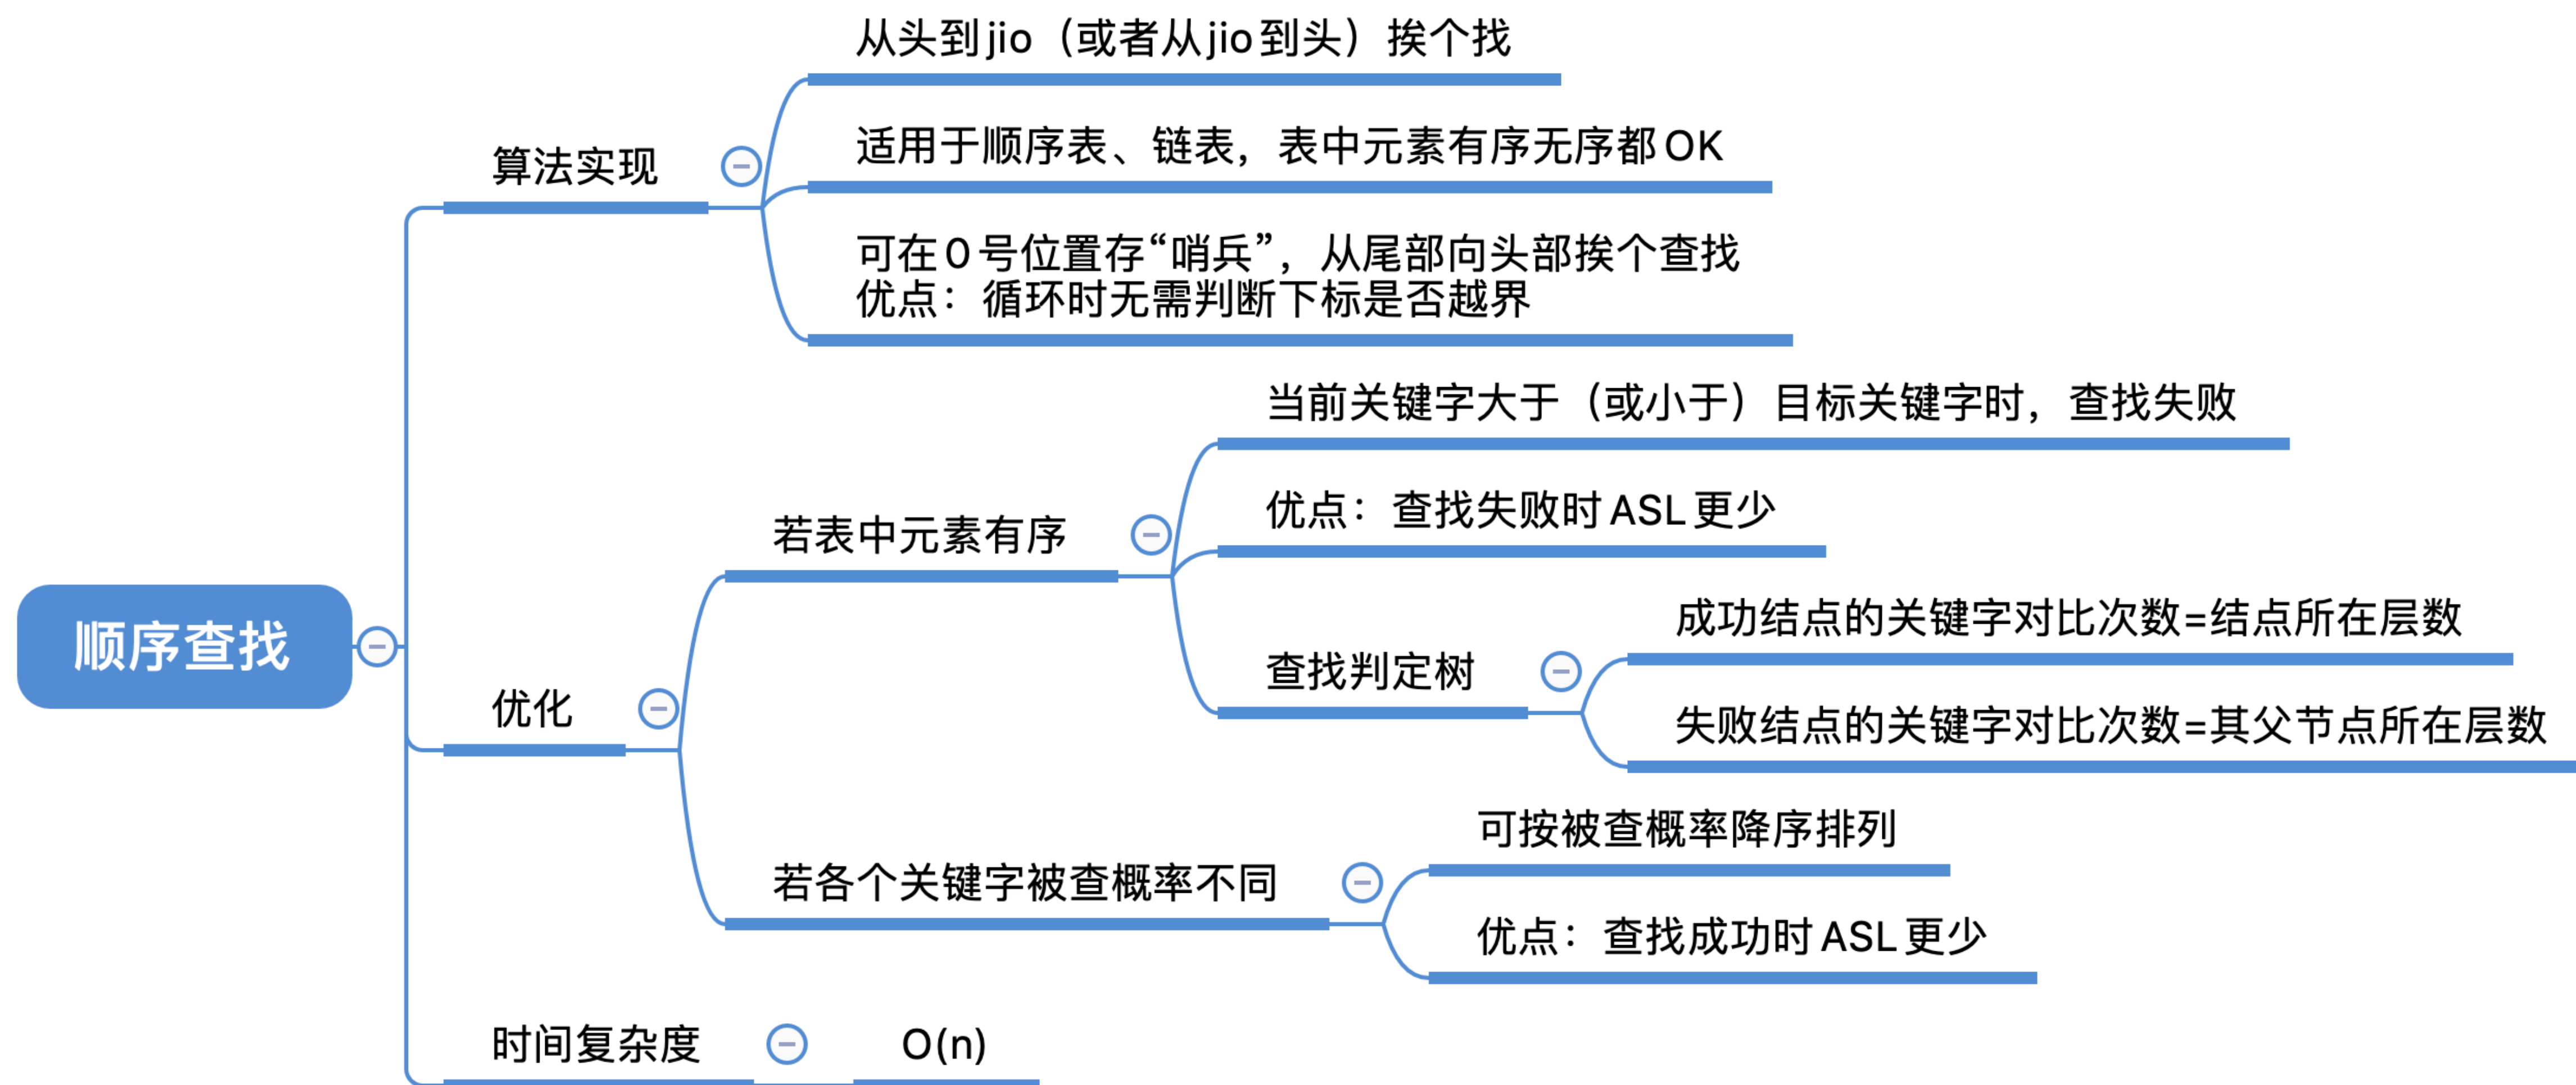 顺序查找
算法实现
从头到jio（或者从jio到头）挨个找
适用于顺序表、链表，表中元素有序无序都OK
可在0号位置存“哨兵”，从尾部向头部挨个查找
优点：循环时无需判断下标是否越界
优化
若表中元素有序
当前关键字大于（或小于）目标关键字时，查找失败
优点：查找失败时ASL更少
查找判定树
成功结点的关键字对比次数=结点所在层数
失败结点的关键字对比次数=其父节点所在层数
若各个关键字被查概率不同
可按被查概率降序排列
优点：查找成功时ASL更少
时间复杂度
O(n)